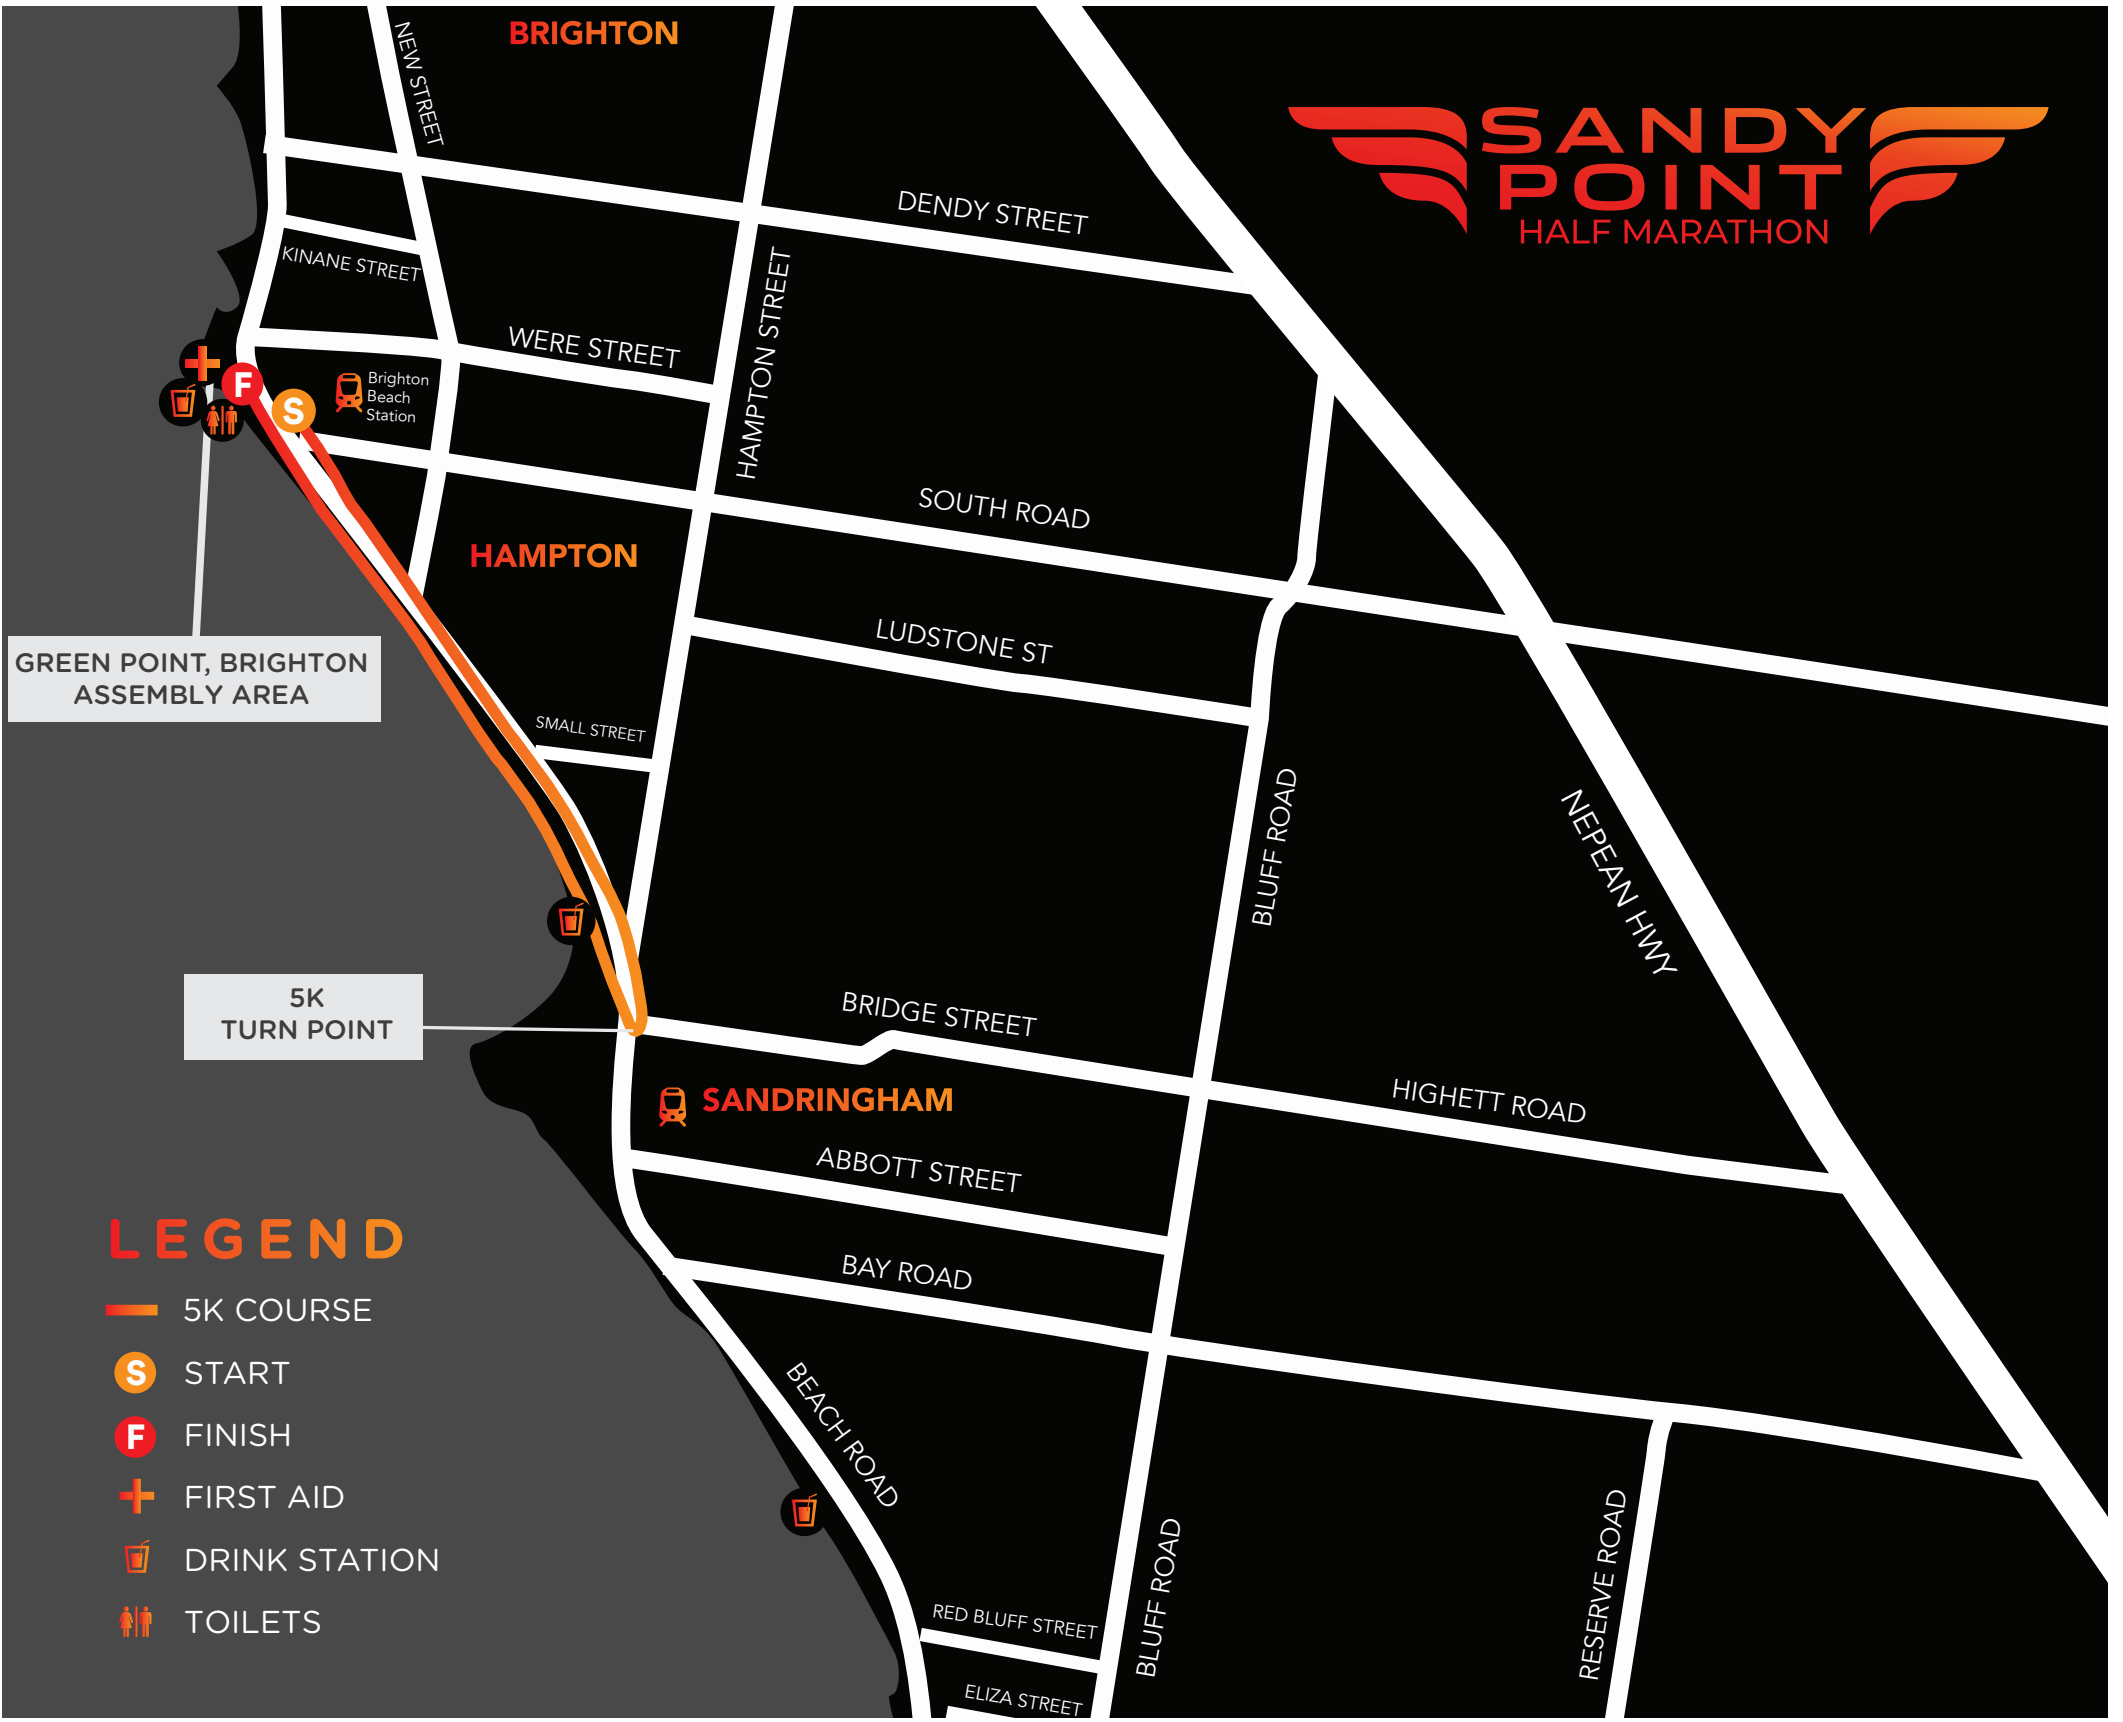 BRIGHTON
NEW STREET
SANDY
POINT
HALF MARATHON
DENDY STREET
KINANE STREET
HAMPTON STREET
WERE STREET
F
S
Brighton
Beach
Station
SOUTH ROAD
HAMPTON
LUDSTONE ST
GREEN POINT, BRIGHTON
ASSEMBLY AREA
SMALL STREET
BLUFF ROAD
NEPEAN HWY
5K
TURN POINT
BRIDGE STREET
SANDRINGHAM
HIGHETT ROAD
ABBOTT STREET
BAY ROAD
BEACH ROAD
LEGEND
5K COURSE
S START
F FINISH
FIRST AID
DRINK STATION
TOILETS
BLUFF ROAD
RESERVE ROAD
RED BLUFF STREET
ELIZA STREET